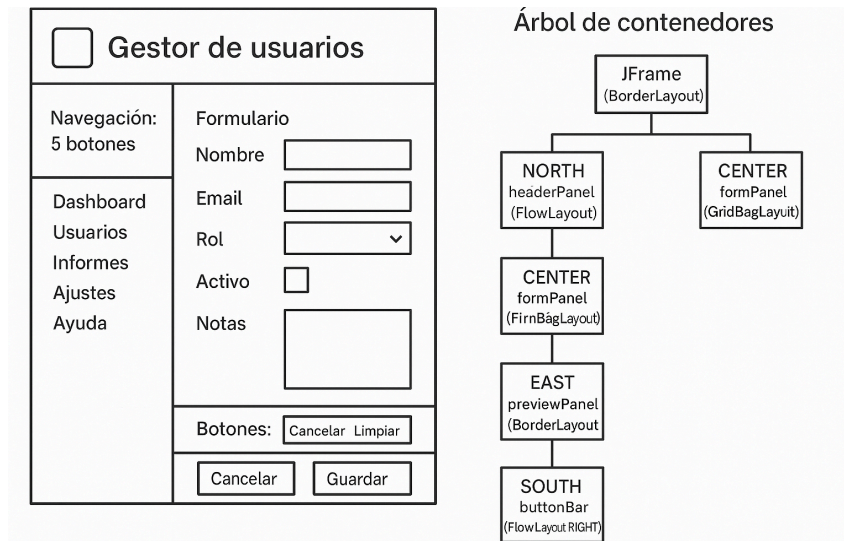 Gestor de usuarios
Navegación:
5 botones
Dashboard
Usuarios
Informes
Ajustes
Ayuda
Formulario
Nombre
Email
Rol
Activo
Notas
Botones:
Cancelar Limpiar
Cancelar
Guardar
Árbol de contenedores
JFrame
(BorderLayout)
NORTH
headerPanel
(FlowLayout)
CENTER
formPanel
(GridBagLayuit)
CENTER
formPanel
(FirnBágLayout)
EAST
previewPanel
(BorderLayout
SOUTH
buttonBar
(FlowLayout RIGHT)